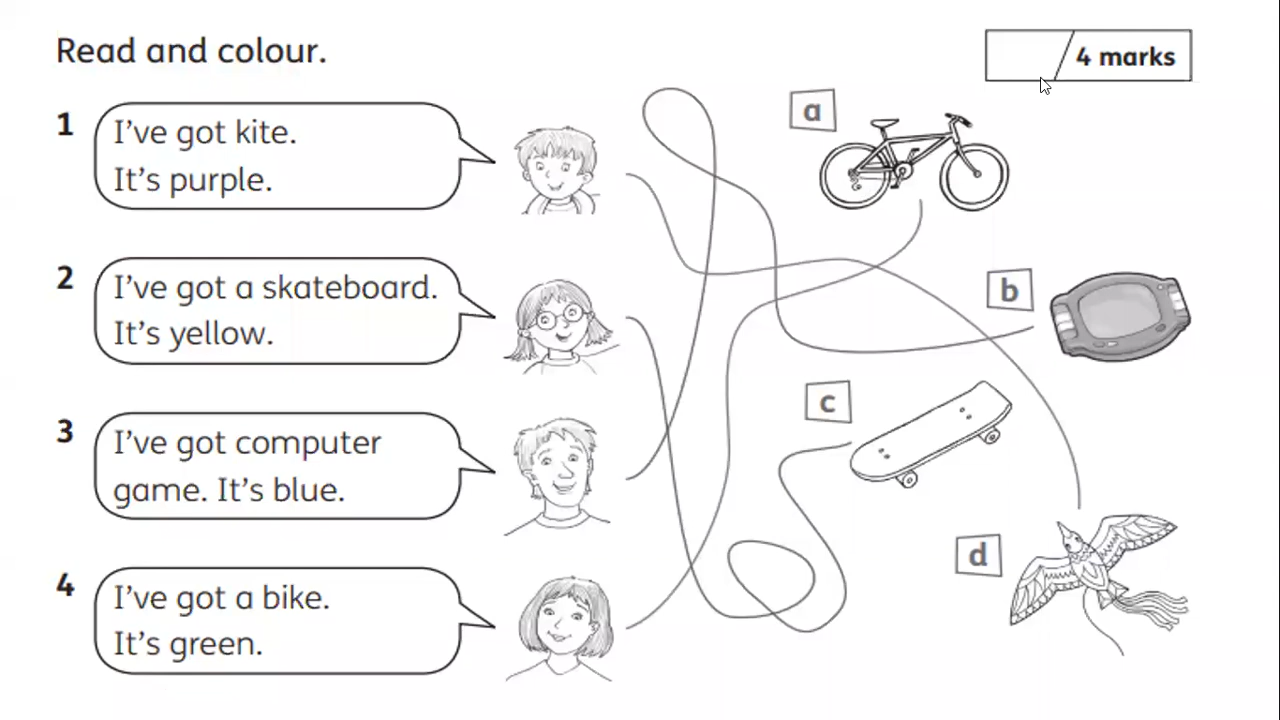 Read and colour.
4 marks
1
I've got kite.
It's purple.
2
I've got a skateboard.
It's yellow.
3
I've got computer
game. It's blue.
4
I've got a bike.
It's green.
a
b
c
d